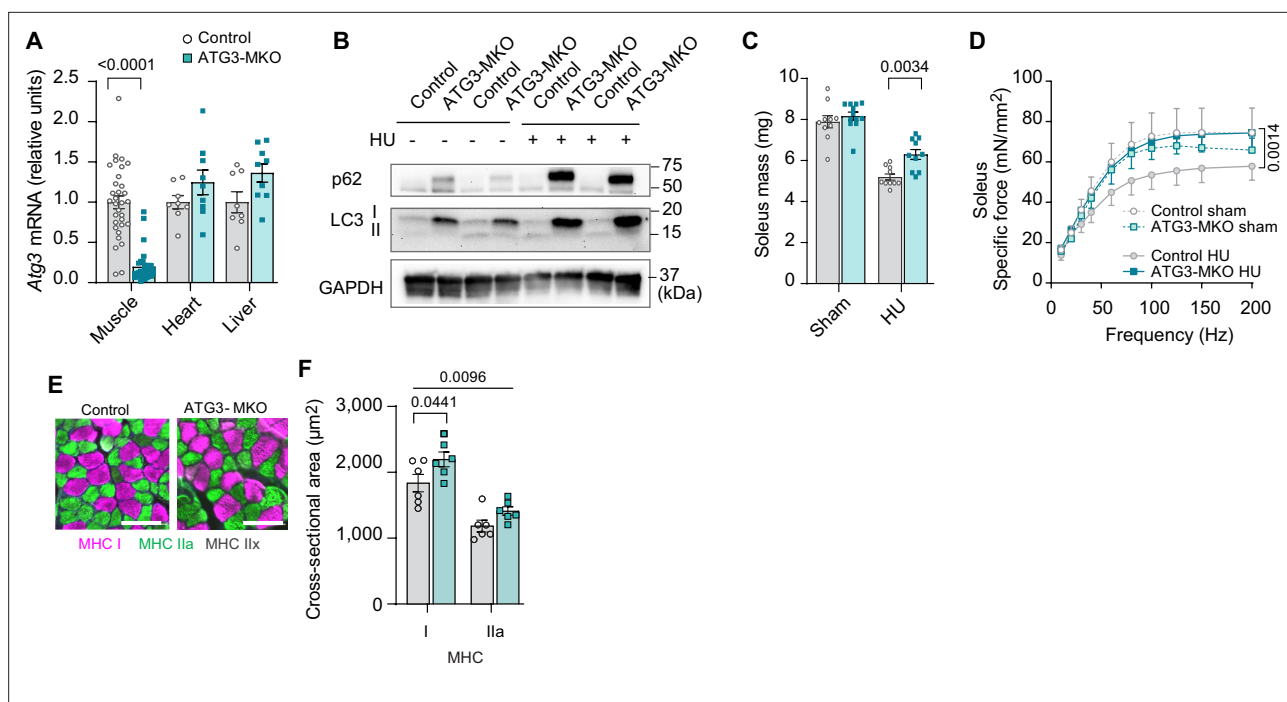 A
Control
ATG3-MKO
<0.0001
Atg3 mRNA (relative units)
2.5
2.0
1.5
1.0
0.5
0.0
Muscle
Heart
Liver
B
Control
ATG3-MKO
Control
ATG3-MKO
Control
ATG3-MKO
Control
ATG3-MKO
HU - - - - + + + +
p62
75
50
LC3 I
II
20
15
GAPDH
37
(kDa)
C
0.0034
Soleus mass (mg)
10
8
6
4
2
0
Sham
HU
D
Soleus
Specific force (mN/mm²)
100
80
60
40
20
0
0.0014
Control sham
ATG3-MKO sham
Control HU
ATG3-MKO HU
0 50 100 150 200
Frequency (Hz)
E
Control
ATG3- MKO
MHC I MHC IIa MHC IIx
F
0.0096
0.0441
Cross-sectional area (µm²)
3,000
2,000
1,000
0
I IIa
MHC